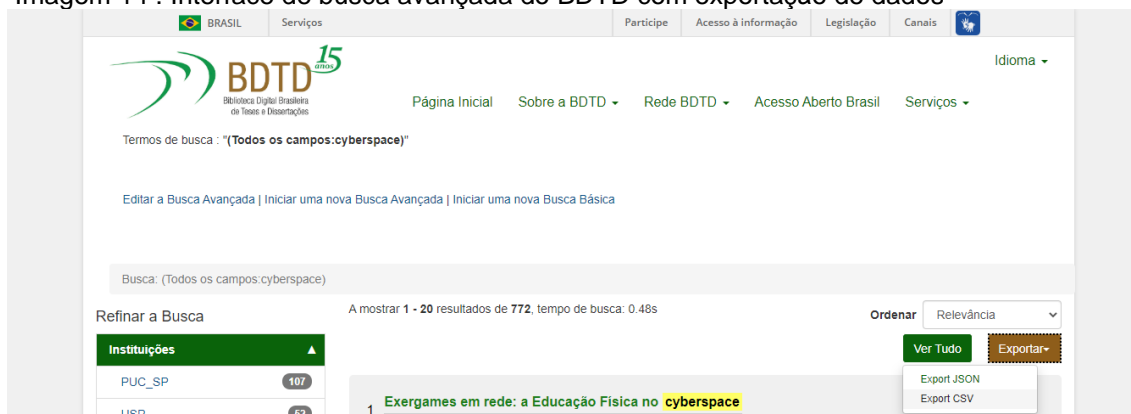 Imagem 11 : Interface de busca avançada do BDTD com exportação de dados
BRASIL Serviços Participe Acesso à informação Legislação Canais
BDTD 15 anos
Biblioteca Digital Brasileira
de Teses e Dissertações
Idioma
Página Inicial Sobre a BDTD Rede BDTD Acesso Aberto Brasil Serviços
Termos de busca : "(Todos os campos:cyberspace)"
Editar a Busca Avançada | Iniciar uma nova Busca Avançada | Iniciar uma nova Busca Básica
Busca: (Todos os campos:cyberspace)
Refinar a Busca
A mostrar 1 - 20 resultados de 772, tempo de busca: 0.48s
Ordenar Relevância
Instituições
Ver Tudo Exportar
PUC_SP 107
Export JSON
Export CSV
USP 53
1 Exergames em rede: a Educação Física no cyberspace